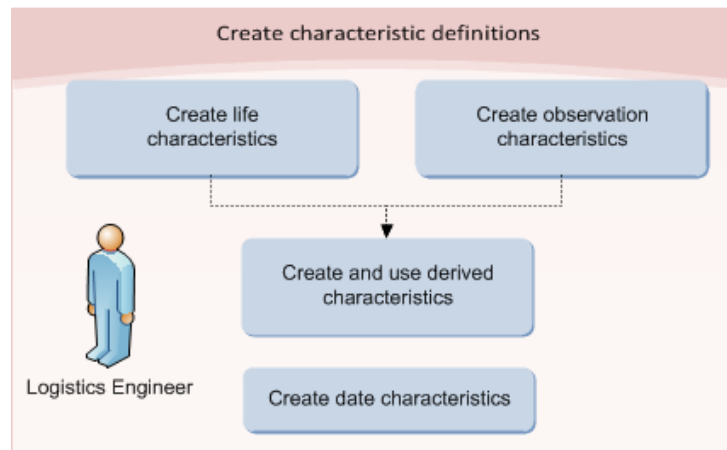 Create characteristic definitions
Create life
characteristics
Create observation
characteristics
Create and use derived
characteristics
Logistics Engineer
Create date characteristics